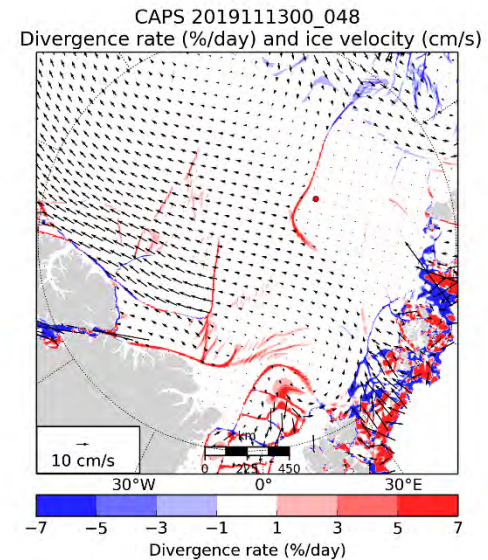 CAPS 2019111300_048
Divergence rate (%/day) and ice velocity (cm/s)
km
0 225 450
10 cm/s
30°W 0° 30°E
−7 −5 −3 −1 1 3 5 7
Divergence rate (%/day)